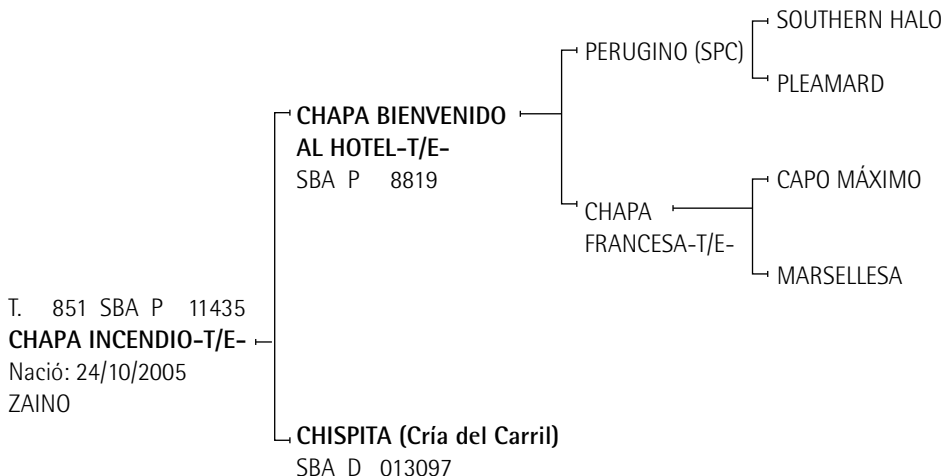 SOUTHERN HALO
PERUGINO (SPC)
PLEAMARD
CHAPA BIENVENIDO
AL HOTEL-T/E-
SBA P 8819
CAPO MÁXIMO
CHAPA
FRANCESA-T/E-
MARSELLESA
T. 851 SBA P 11435
CHAPA INCENDIO-T/E-
Nació: 24/10/2005
ZAINO
CHISPITA (Cría del Carril)
SBA D 013097